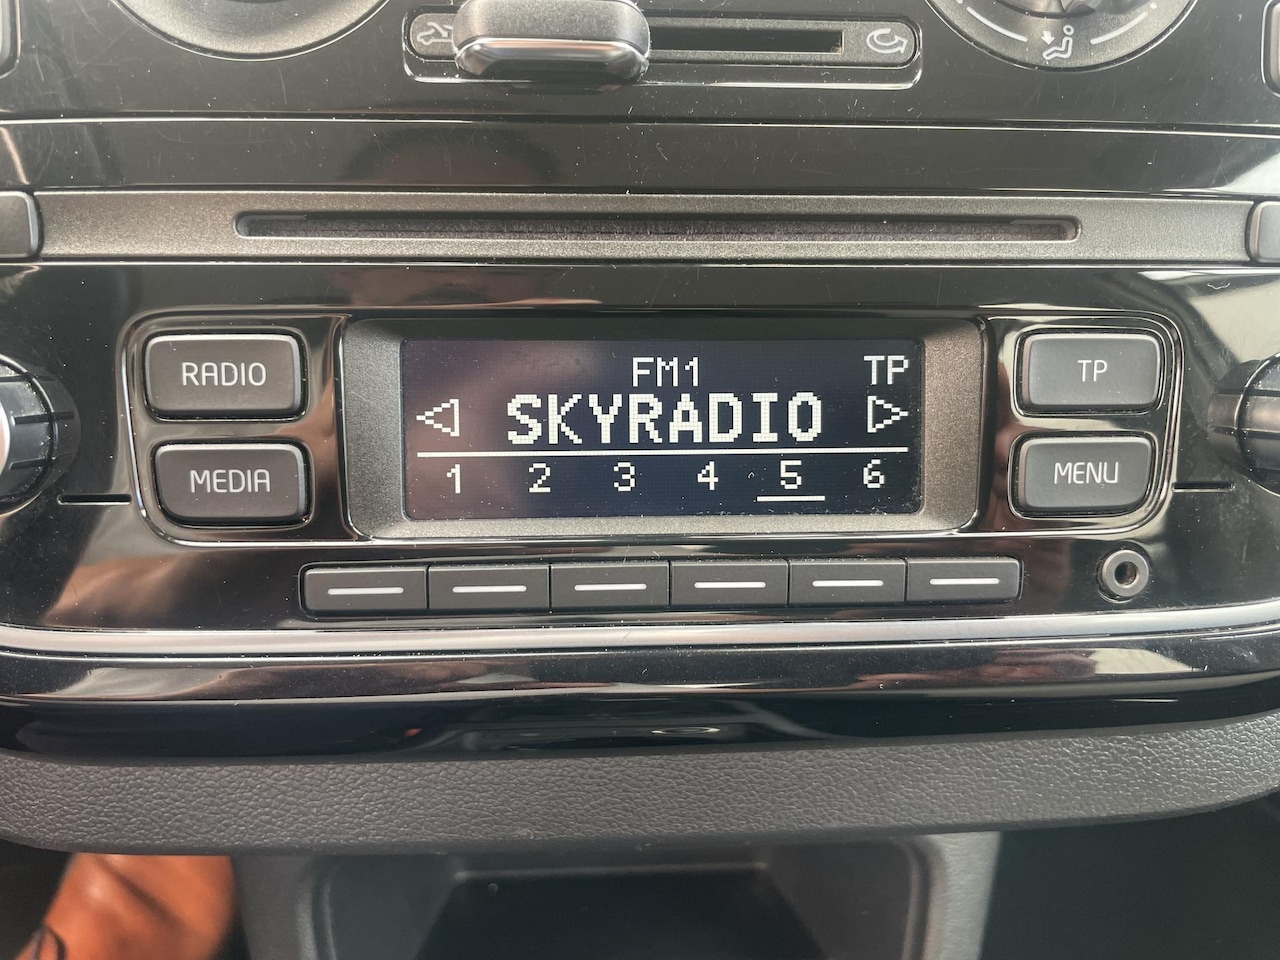 RADIO
MEDIA
FM1 TP
SKYRADIO
1 2 3 4 5 6
TP
MENU